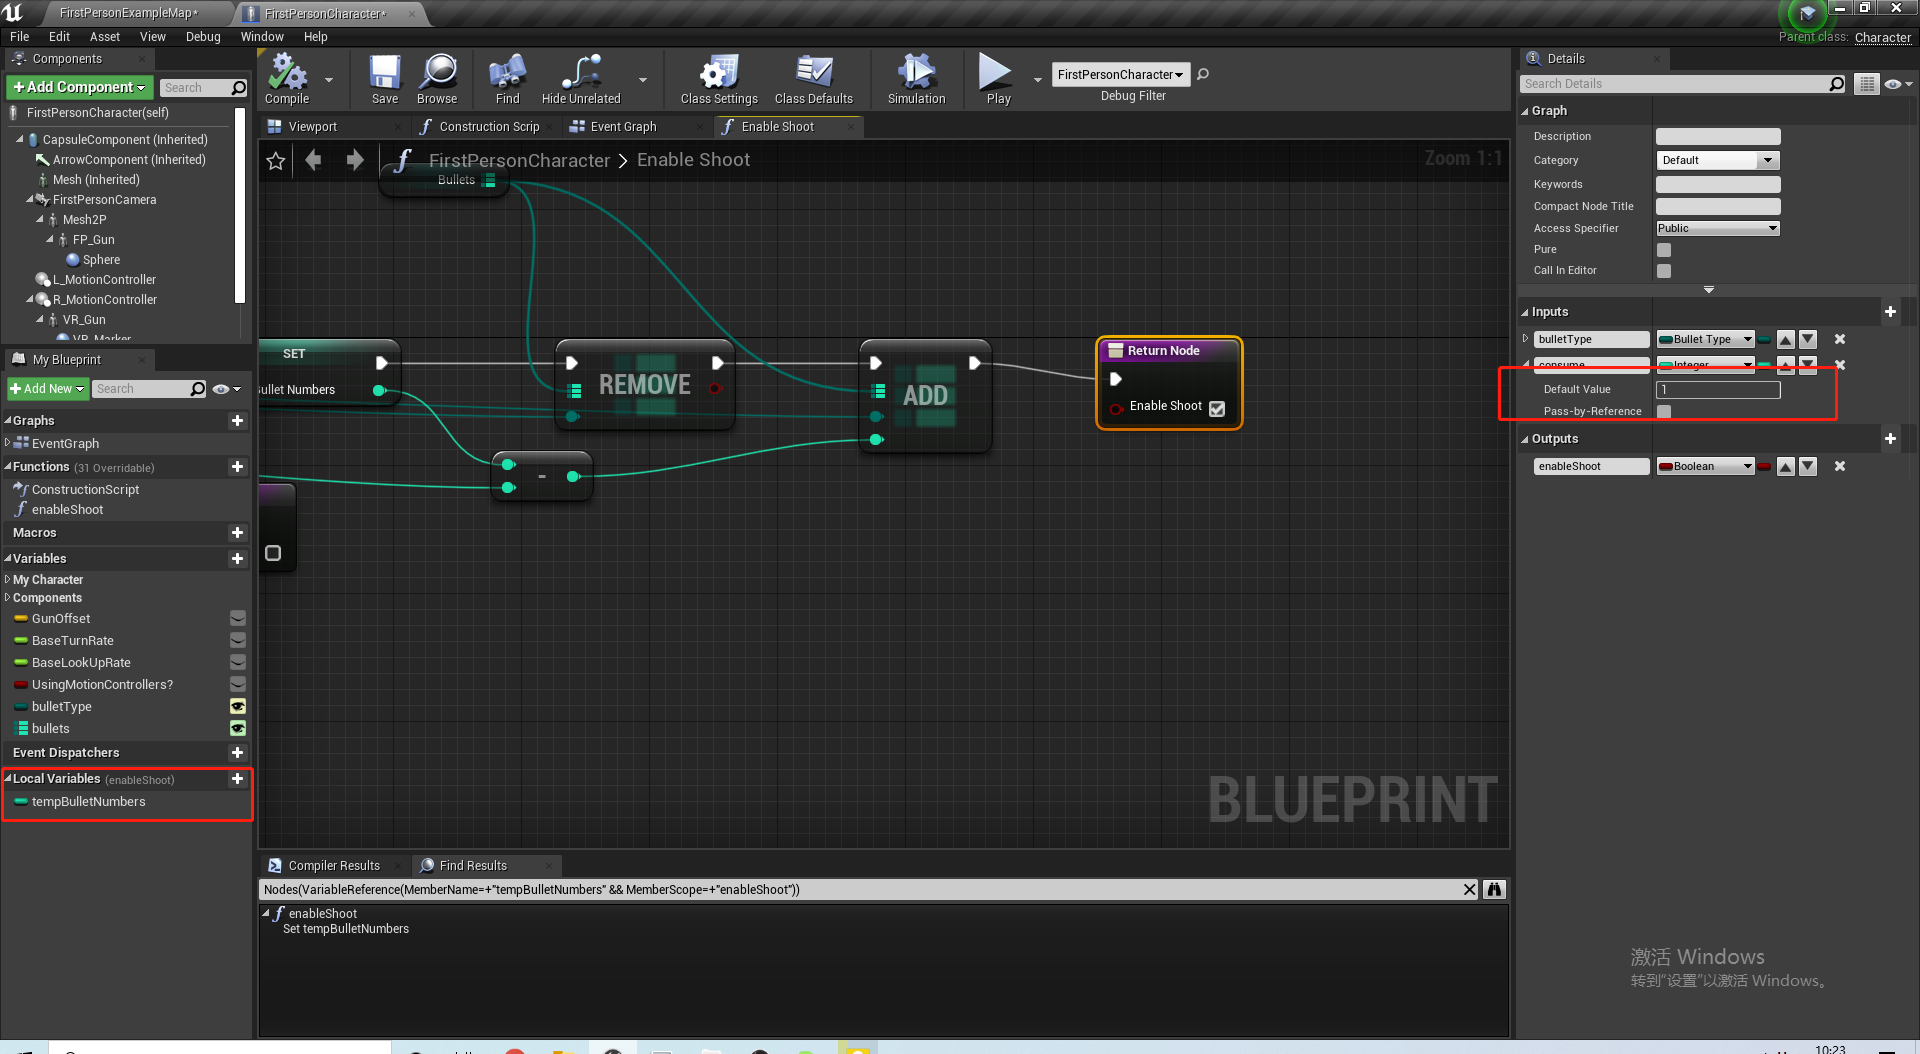 FirstPersonExampleMap*
FirstPersonCharacter*
File Edit Asset View Debug Window Help
Parent class: Character
Components
+Add Component
Search
FirstPersonCharacter(self)
CapsuleComponent (Inherited)
ArrowComponent (Inherited)
Mesh (Inherited)
FirstPersonCamera
Mesh2P
FP_Gun
Sphere
L_MotionController
R_MotionController
VR_Gun
VR_Marker
My Blueprint
+Add New
Search
Graphs
EventGraph
Functions (31 Overridable)
ConstructionScript
enableShoot
Macros
Variables
My Character
Components
GunOffset
BaseTurnRate
BaseLookUpRate
UsingMotionControllers?
bulletType
bullets
Event Dispatchers
Local Variables (enableShoot)
tempBulletNumbers
Compile
Save
Browse
Find
Hide Unrelated
Class Settings
Class Defaults
Simulation
Play
FirstPersonCharacter
Debug Filter
Viewport
Construction Scrip
Event Graph
Enable Shoot
FirstPersonCharacter > Enable Shoot
Zoom 1:1
Bullets
SET
Bullet Numbers
REMOVE
ADD
-
Return Node
Enable Shoot
BLUEPRINT
Compiler Results
Find Results
Nodes(VariableReference(MemberName=+"tempBulletNumbers" && MemberScope=+"enableShoot"))
enableShoot
Set tempBulletNumbers
Details
Search Details
Graph
Description
Category Default
Keywords
Compact Node Title
Access Specifier Public
Pure
Call In Editor
Inputs
bulletType Bullet Type
consume Integer
Default Value 1
Pass-by-Reference
Outputs
enableShoot Boolean
激活 Windows
转到"设置"以激活 Windows。
10:23